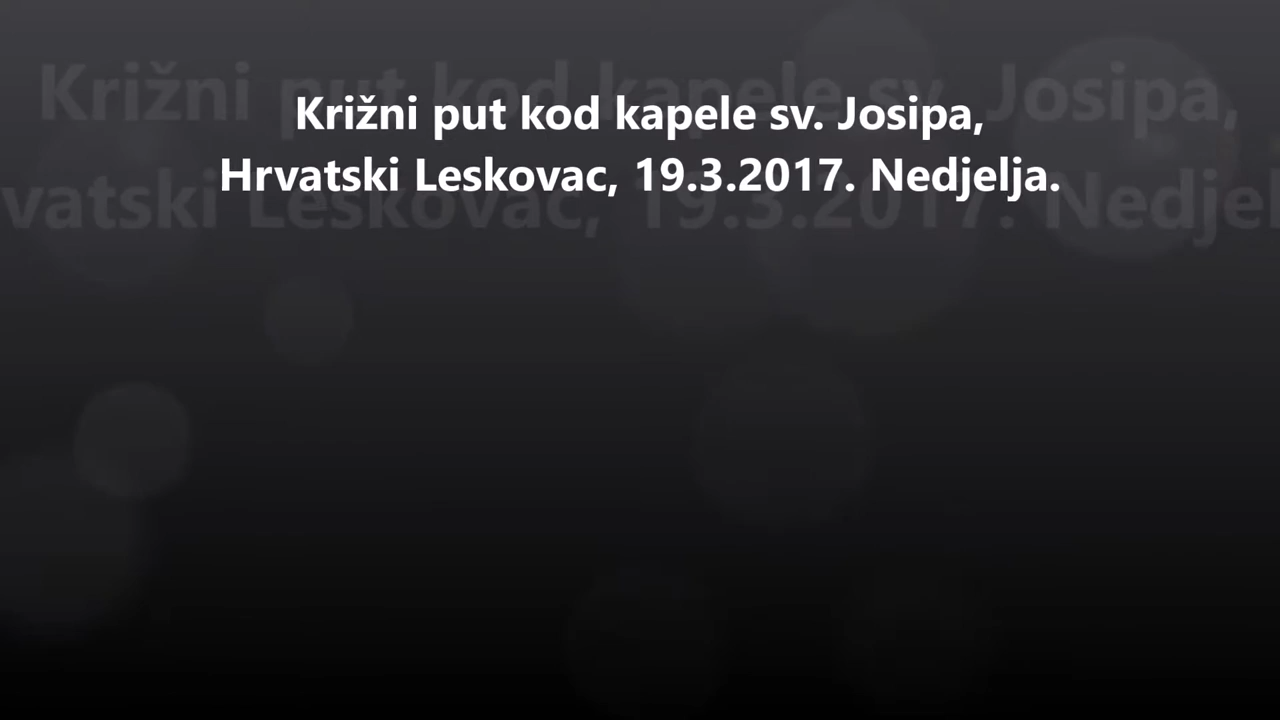 Križni put kod kapele sv. Josipa,
Hrvatski Leskovac, 19.3.2017. Nedjelja.